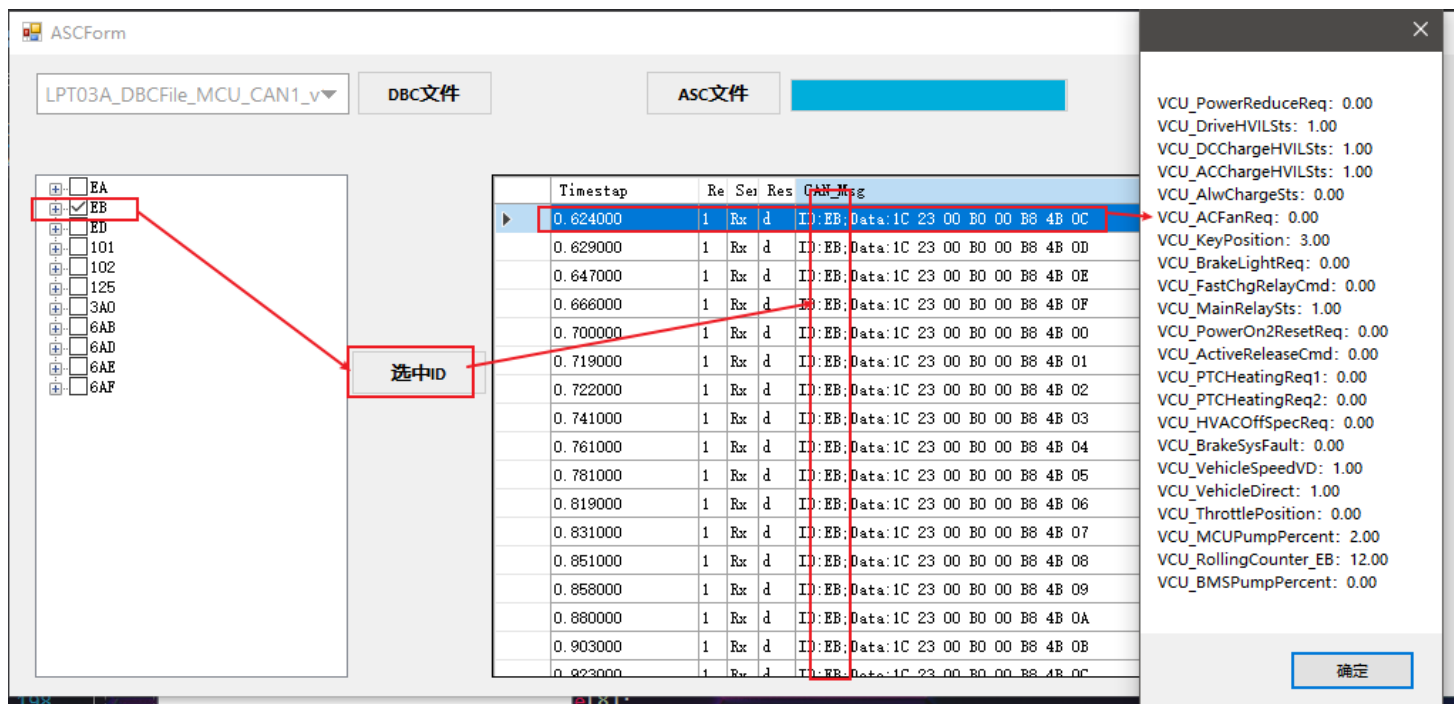 ASCForm
LPT03A_DBCFile_MCU_CAN1_v
DBC文件
ASC文件
EA
EB
ED
101
102
125
3A0
6AB
6AD
6AE
6AF
选中ID
Timestap Re Sei Res CAN_Msg
0.624000 1 Rx d ID:EB;Data:1C 23 00 B0 00 B8 4B 0C
0.629000 1 Rx d ID:EB;Data:1C 23 00 B0 00 B8 4B 0D
0.647000 1 Rx d ID:EB;Data:1C 23 00 B0 00 B8 4B 0E
0.666000 1 Rx d ID:EB;Data:1C 23 00 B0 00 B8 4B 0F
0.700000 1 Rx d ID:EB;Data:1C 23 00 B0 00 B8 4B 00
0.719000 1 Rx d ID:EB;Data:1C 23 00 B0 00 B8 4B 01
0.722000 1 Rx d ID:EB;Data:1C 23 00 B0 00 B8 4B 02
0.741000 1 Rx d ID:EB;Data:1C 23 00 B0 00 B8 4B 03
0.761000 1 Rx d ID:EB;Data:1C 23 00 B0 00 B8 4B 04
0.781000 1 Rx d ID:EB;Data:1C 23 00 B0 00 B8 4B 05
0.819000 1 Rx d ID:EB;Data:1C 23 00 B0 00 B8 4B 06
0.831000 1 Rx d ID:EB;Data:1C 23 00 B0 00 B8 4B 07
0.851000 1 Rx d ID:EB;Data:1C 23 00 B0 00 B8 4B 08
0.858000 1 Rx d ID:EB;Data:1C 23 00 B0 00 B8 4B 09
0.880000 1 Rx d ID:EB;Data:1C 23 00 B0 00 B8 4B 0A
0.903000 1 Rx d ID:EB;Data:1C 23 00 B0 00 B8 4B 0B
0.923000 1 Rx d ID:EB;Data:1C 23 00 B0 00 B8 4B 0C
VCU_PowerReduceReq: 0.00
VCU_DriveHVILSts: 1.00
VCU_DCChargeHVILSts: 1.00
VCU_ACChargeHVILSts: 1.00
VCU_AlwChargeSts: 0.00
VCU_ACFanReq: 0.00
VCU_KeyPosition: 3.00
VCU_BrakeLightReq: 0.00
VCU_FastChgRelayCmd: 0.00
VCU_MainRelaySts: 1.00
VCU_PowerOn2ResetReq: 0.00
VCU_ActiveReleaseCmd: 0.00
VCU_PTCHeatingReq1: 0.00
VCU_PTCHeatingReq2: 0.00
VCU_HVACOffSpecReq: 0.00
VCU_BrakeSysFault: 0.00
VCU_VehicleSpeedVD: 1.00
VCU_VehicleDirect: 1.00
VCU_ThrottlePosition: 0.00
VCU_MCUPumpPercent: 2.00
VCU_RollingCounter_EB: 12.00
VCU_BMSPumpPercent: 0.00
确定